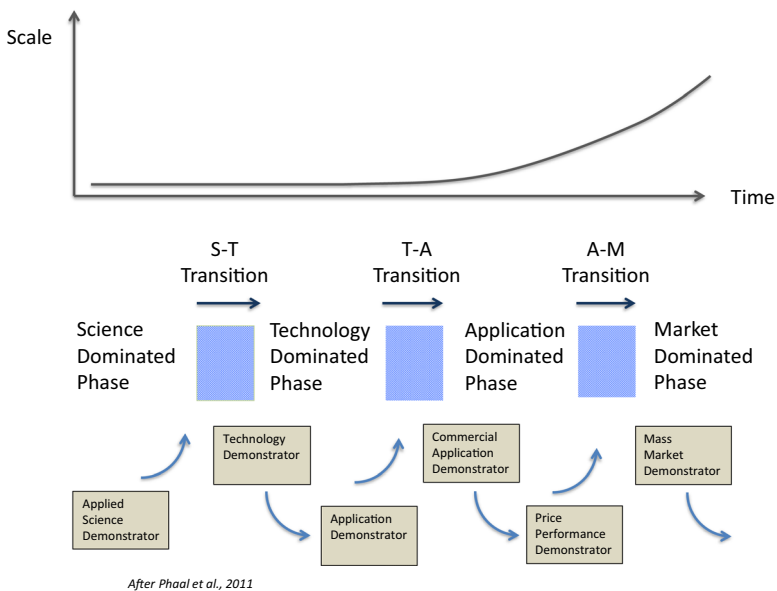 Scale
Time
S-T
Transition
T-A
Transition
A-M
Transition
Science
Dominated
Phase
Technology
Dominated
Phase
Application
Dominated
Phase
Market
Dominated
Phase
Applied
Science
Demonstrator
Technology
Demonstrator
Application
Demonstrator
Commercial
Application
Demonstrator
Price
Performance
Demonstrator
Mass
Market
Demonstrator
After Phaal et al., 2011